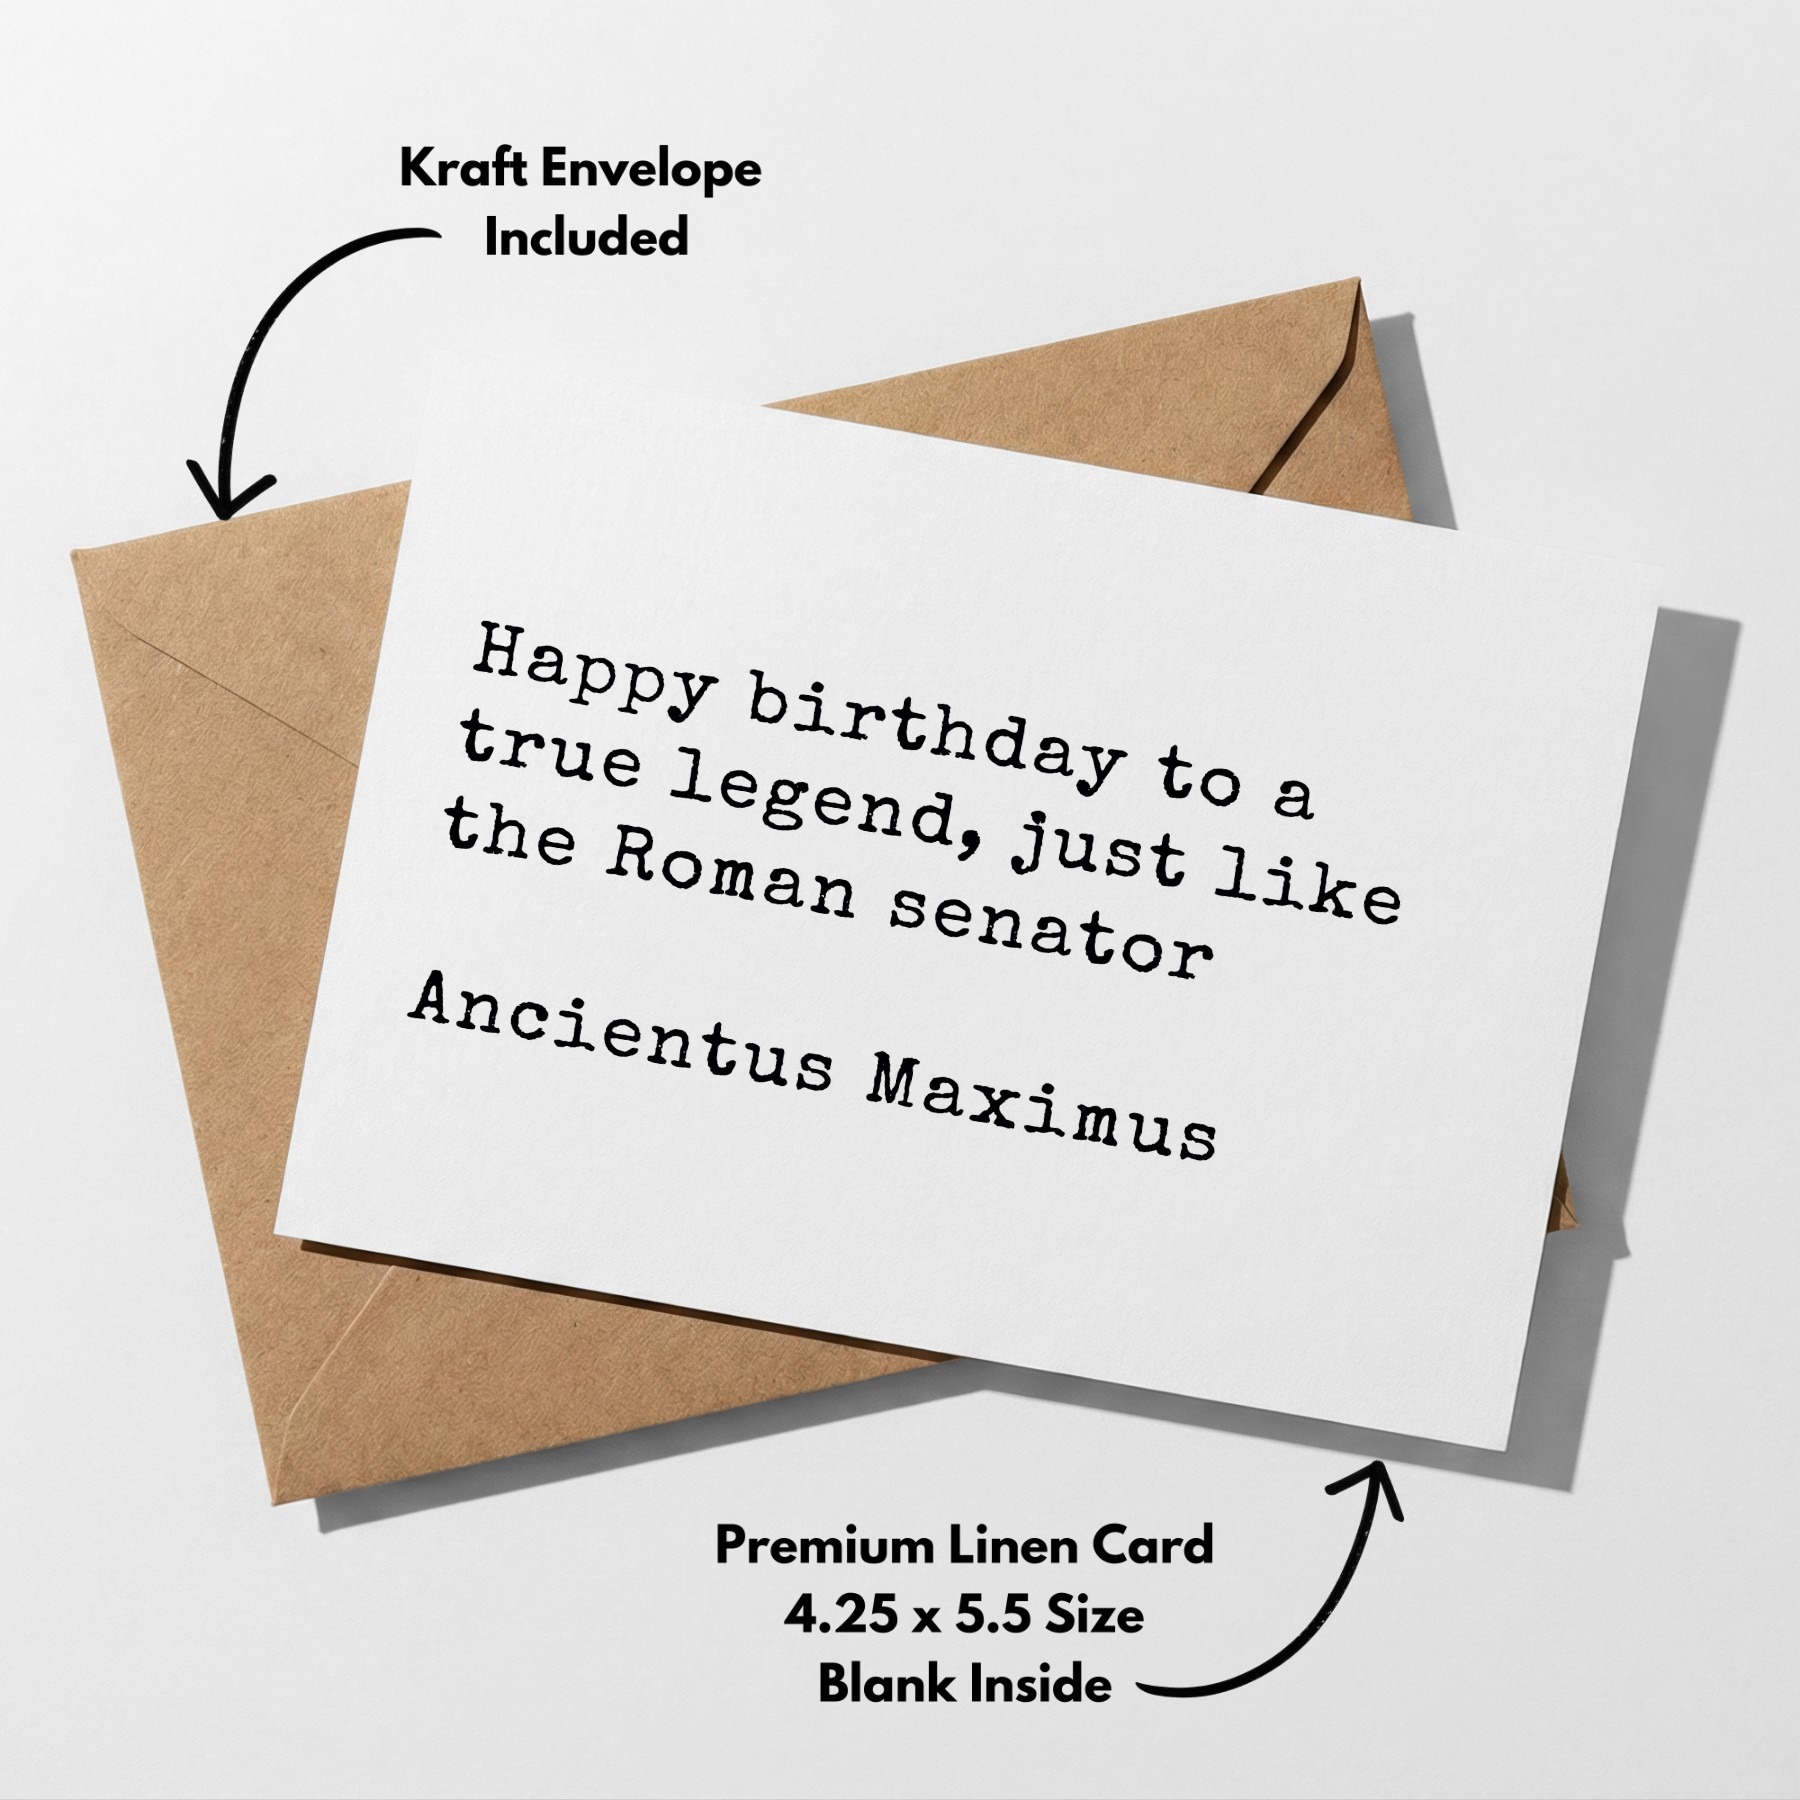 Kraft Envelope
Included
Happy birthday to a
true legend, just like
the Roman senator
Ancientus Maximus
Premium Linen Card
4.25 x 5.5 Size
Blank Inside